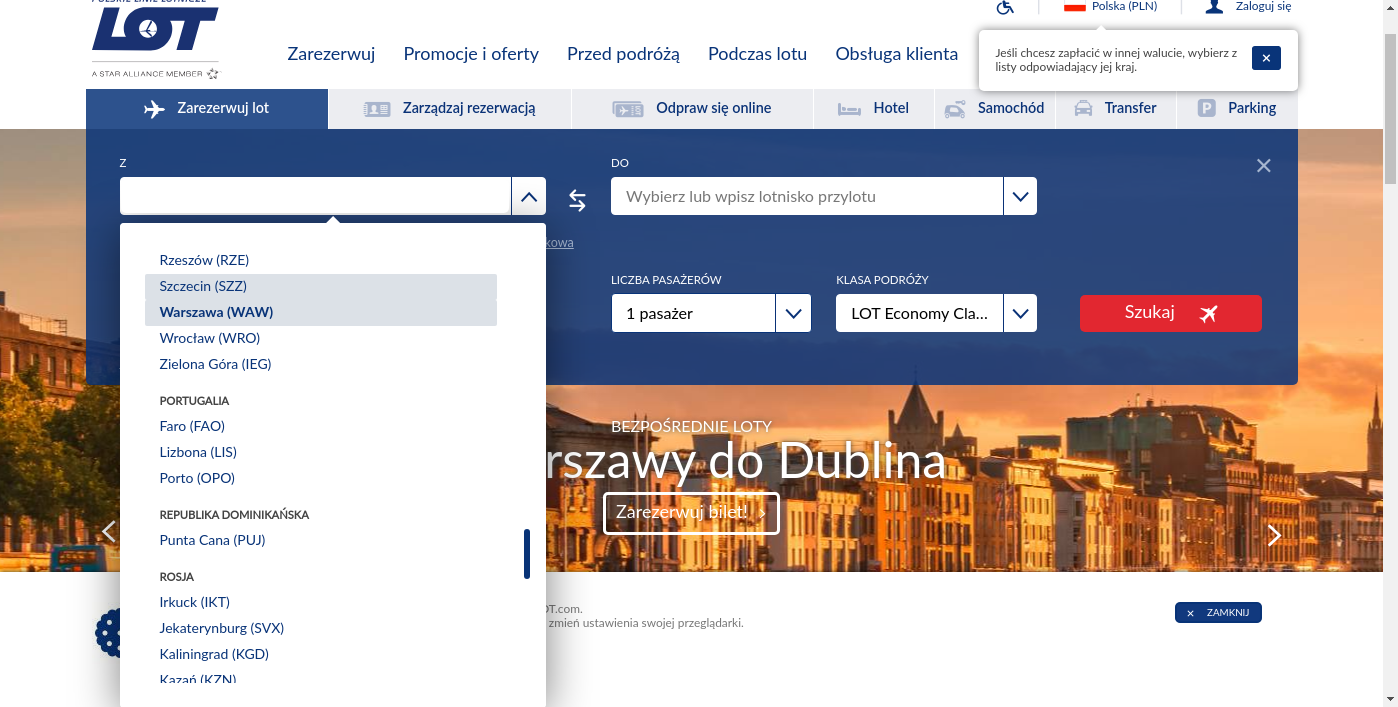 POLSKIE LINIE LOTNICZE
LOT
A STAR ALLIANCE MEMBER
Polska (PLN)
Zaloguj się
Jeśli chcesz zapłacić w innej walucie, wybierz z
listy odpowiadający jej kraj.
Zarezerwuj
Promocje i oferty
Przed podróżą
Podczas lotu
Obsługa klienta
Zarezerwuj lot
Zarządzaj rezerwacją
Odpraw się online
Hotel
Samochód
Transfer
Parking
Z
DO
Wybierz lub wpisz lotnisko przylotu
kowa
LICZBA PASAŻERÓW
KLASA PODRÓŻY
1 pasażer
LOT Economy Cla...
Szukaj
Rzeszów (RZE)
Szczecin (SZZ)
Warszawa (WAW)
Wrocław (WRO)
Zielona Góra (IEG)
PORTUGALIA
Faro (FAO)
Lizbona (LIS)
Porto (OPO)
REPUBLIKA DOMINIKAŃSKA
Punta Cana (PUJ)
ROSJA
Irkuck (IKT)
Jekaterynburg (SVX)
Kaliningrad (KGD)
Kazań (KZN)
BEZPOŚREDNIE LOTY
rszawy do Dublina
Zarezerwuj bilet!
OT.com.
zmień ustawienia swojej przeglądarki.
ZAMKNIJ